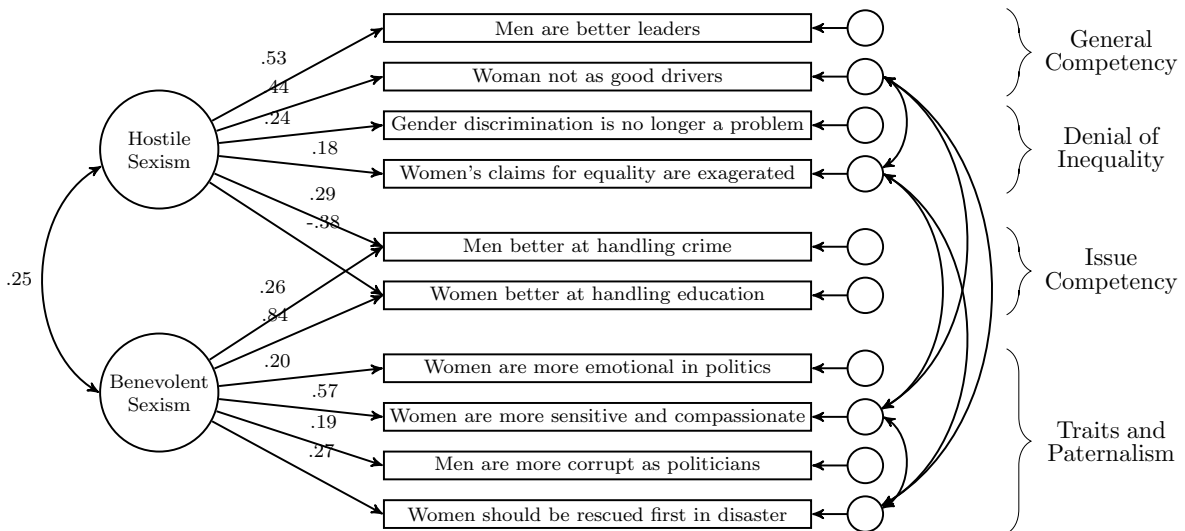 Men are better leaders
Woman not as good drivers
Gender discrimination is no longer a problem
Women's claims for equality are exagerated
Men better at handling crime
Women better at handling education
Women are more emotional in politics
Women are more sensitive and compassionate
Men are more corrupt as politicians
Women should be rescued first in disaster
Hostile
Sexism
Benevolent
Sexism
.25
.53
.44
.24
.18
.29
-.38
.26
.84
.20
.57
.19
.27
General
Competency
Denial of
Inequality
Issue
Competency
Traits and
Paternalism